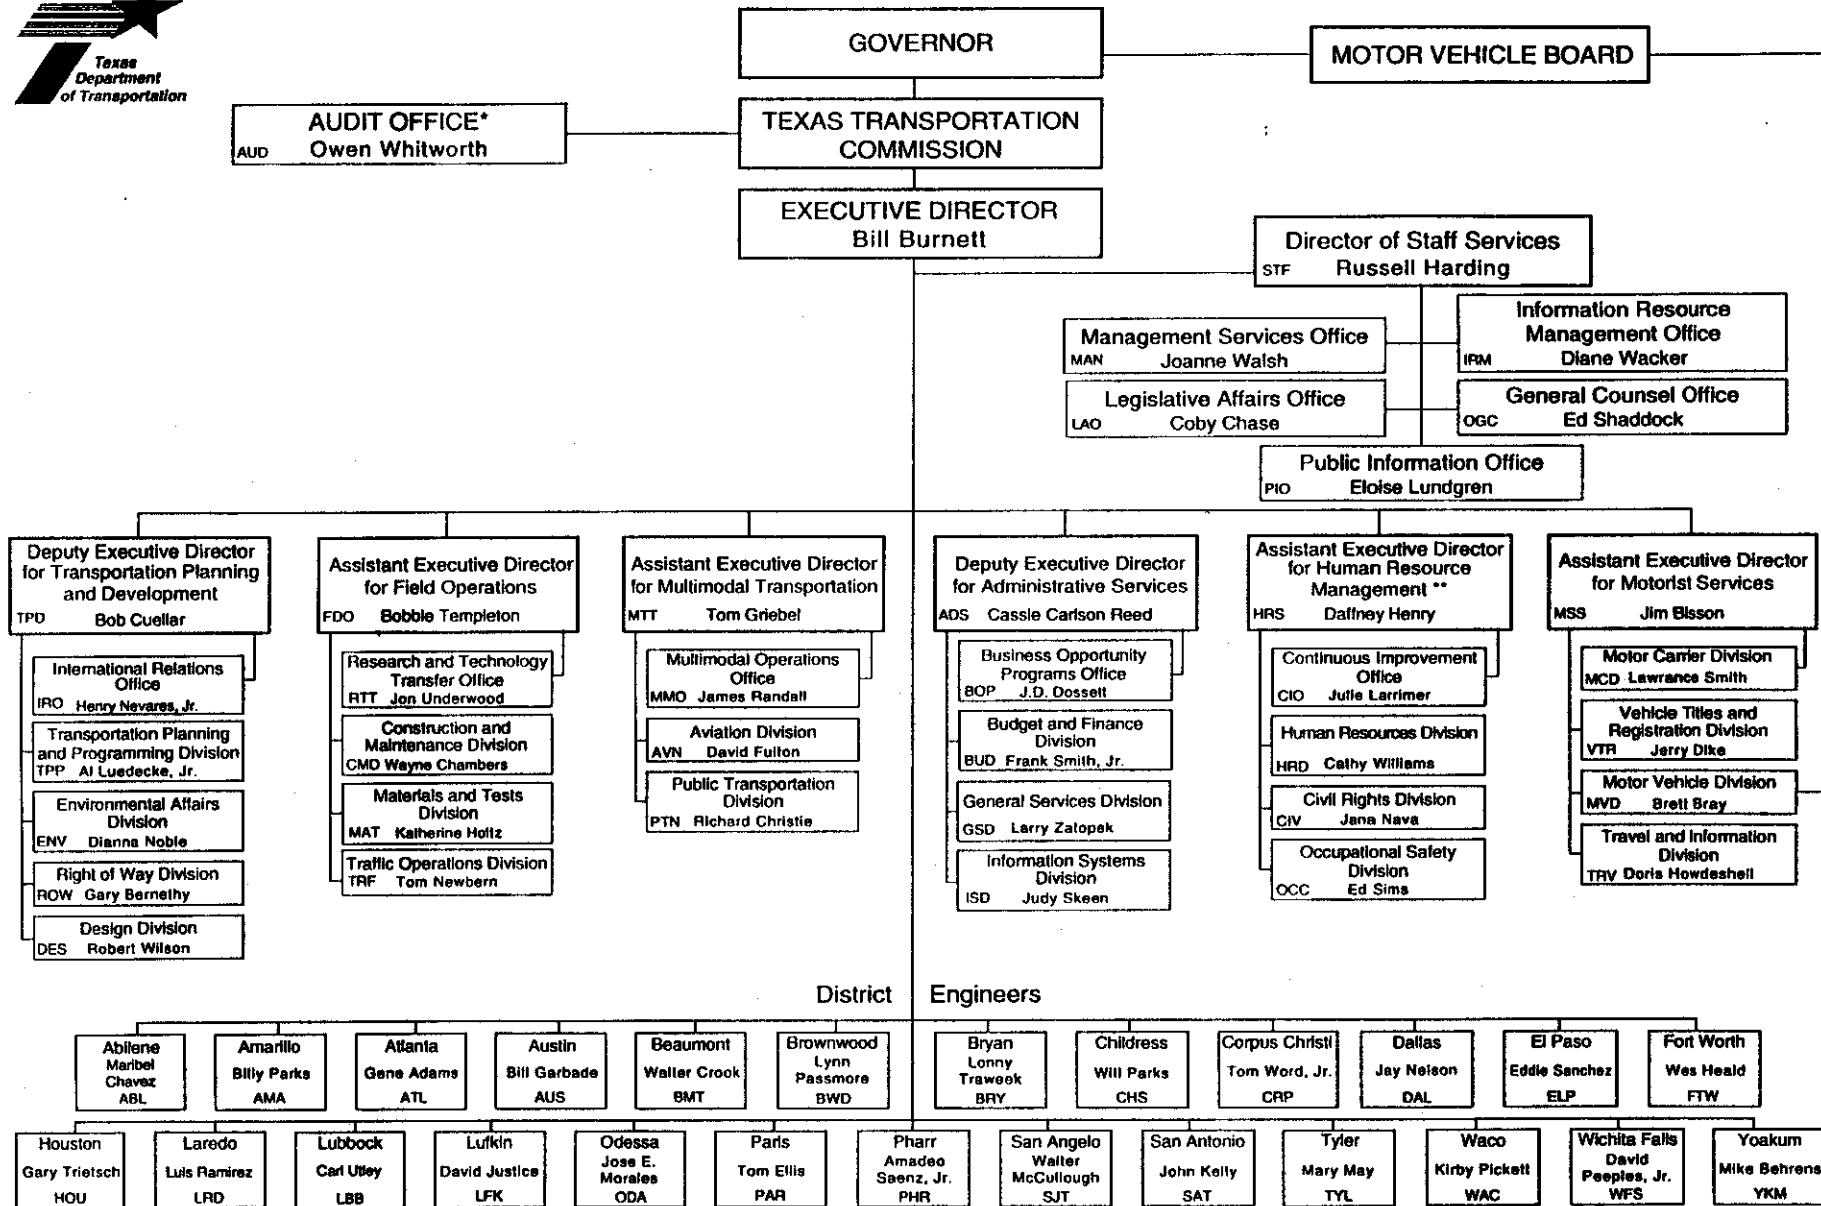 Texas
Department
of Transportation
GOVERNOR
MOTOR VEHICLE BOARD
AUDIT OFFICE*
AUD Owen Whitworth
TEXAS TRANSPORTATION
COMMISSION
EXECUTIVE DIRECTOR
Bill Burnett
Director of Staff Services
STF Russell Harding
Management Services Office
MAN Joanne Walsh
Information Resource
Management Office
IRM Diane Wacker
Legislative Affairs Office
LAO Coby Chase
General Counsel Office
OGC Ed Shaddock
Public Information Office
PIO Eloise Lundgren
Deputy Executive Director
for Transportation Planning
and Development
TPD Bob Cuellar
International Relations
Office
IRO Henry Nevares, Jr.
Transportation Planning
and Programming Division
TPP Al Luedecke, Jr.
Environmental Affairs
Division
ENV Dianna Noble
Right of Way Division
ROW Gary Bernethy
Design Division
DES Robert Wilson
Assistant Executive Director
for Field Operations
FDO Bobbie Templeton
Research and Technology
Transfer Office
RTT Jon Underwood
Construction and
Maintenance Division
CMD Wayne Chambers
Materials and Tests
Division
MAT Katherine Holtz
Traffic Operations Division
TRF Tom Newbern
Assistant Executive Director
for Multimodal Transportation
MTT Tom Griebel
Multimodal Operations
Office
MMO James Randall
Aviation Division
AVN David Fulton
Public Transportation
Division
PTN Richard Christie
Deputy Executive Director
for Administrative Services
ADS Cassie Carlson Reed
Business Opportunity
Programs Office
BOP J.D. Dossett
Budget and Finance
Division
BUD Frank Smith, Jr.
General Services Division
GSD Larry Zatopek
Information Systems
Division
ISD Judy Skeen
Assistant Executive Director
for Human Resource
Management **
HRS Daffney Henry
Continuous Improvement
Office
CIO Julie Larrimer
Human Resources Division
HRD Cathy Williams
Civil Rights Division
CIV Jana Nava
Occupational Safety
Division
OCC Ed Sims
Assistant Executive Director
for Motorist Services
MSS Jim Bisson
Motor Carrier Division
MCD Lawrance Smith
Vehicle Titles and
Registration Division
VTR Jerry Dike
Motor Vehicle Division
MVD Brett Bray
Travel and Information
Division
TRV Doris Howdeshell
District Engineers
Abilene
Maribel
Chavez
ABL
Amarillo
Billy Parks
AMA
Atlanta
Gene Adams
ATL
Austin
Bill Garbade
AUS
Beaumont
Walter Crook
BMT
Brownwood
Lynn
Passmore
BWD
Bryan
Lonny
Traweek
BRY
Childress
Will Parks
CHS
Corpus Christi
Tom Word, Jr.
CRP
Dallas
Jay Nelson
DAL
El Paso
Eddie Sanchez
ELP
Fort Worth
Wes Heald
FTW
Houston
Gary Trietsch
HOU
Laredo
Luis Ramirez
LRD
Lubbock
Carl Utley
LBB
Lufkin
David Justice
LFK
Odessa
Jose E.
Morales
ODA
Paris
Tom Ellis
PAR
Pharr
Amadeo
Saenz, Jr.
PHR
San Angelo
Walter
McCullough
SJT
San Antonio
John Kelly
SAT
Tyler
Mary May
TYL
Waco
Kirby Pickett
WAC
Wichita Falls
David
Peeples, Jr.
WFS
Yoakum
Mike Behrens
YKM